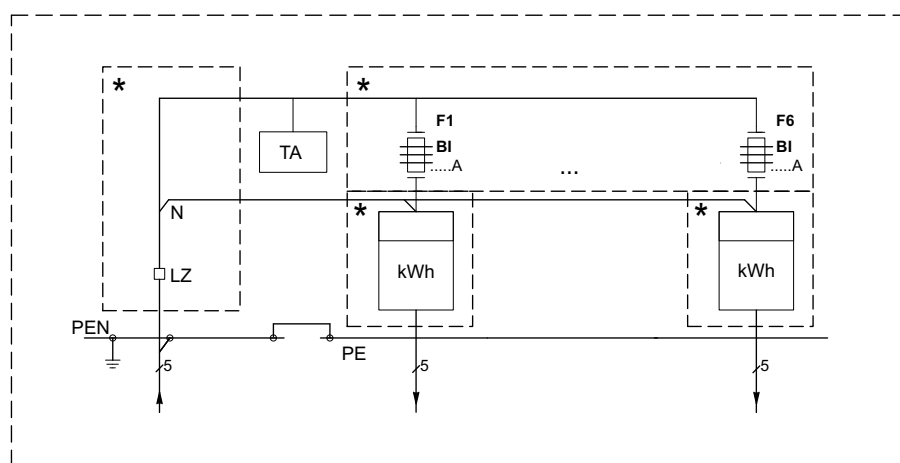 *
*
F1
F6
TA
BI
BI
.....A
...
.....A
*
*
N
kWh
kWh
LZ
PEN
PE
5
5
5